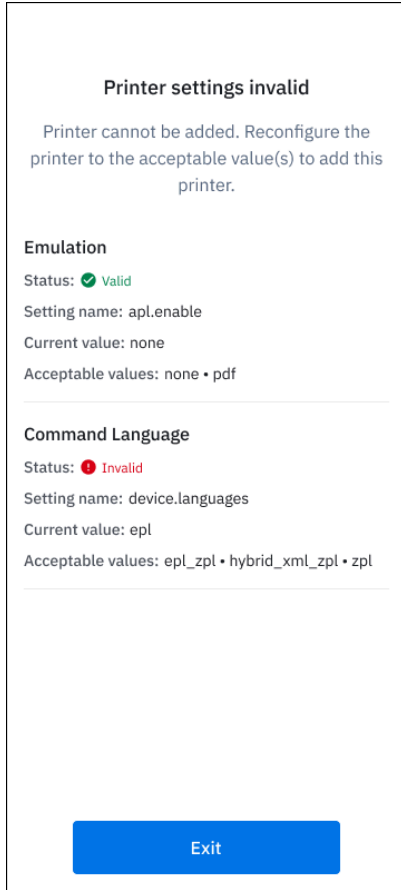 Printer settings invalid
Printer cannot be added. Reconfigure the
printer to the acceptable value(s) to add this
printer.
Emulation
Status: Valid
Setting name: apl.enable
Current value: none
Acceptable values: none • pdf
Command Language
Status: Invalid
Setting name: device.languages
Current value: epl
Acceptable values: epl_zpl • hybrid_xml_zpl • zpl
Exit